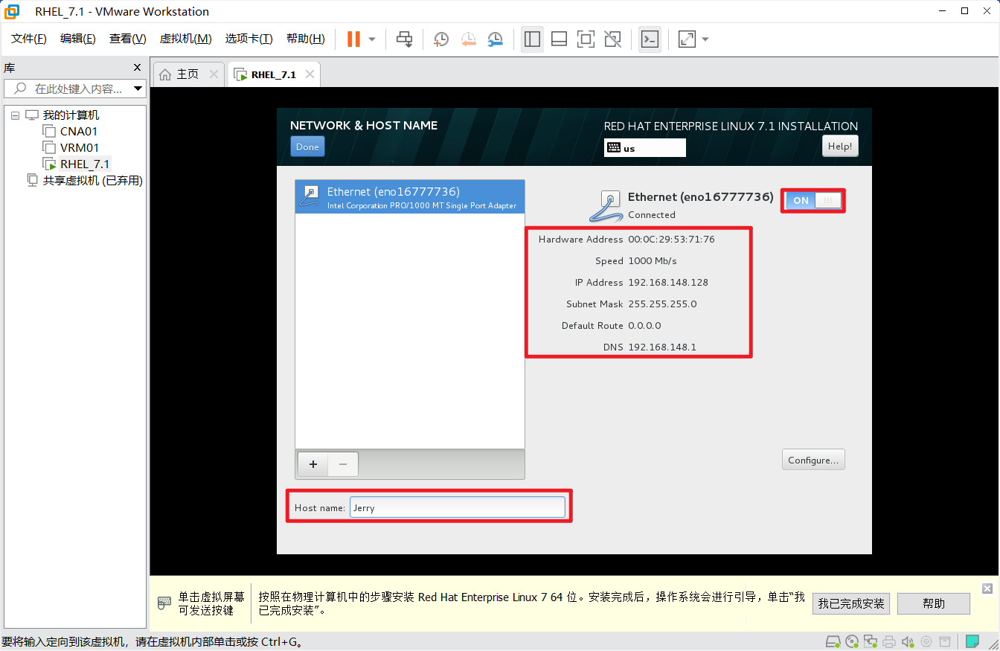 RHEL_7.1 - VMware Workstation
文件(F) 编辑(E) 查看(V) 虚拟机(M) 选项卡(T) 帮助(H)
库
在此处键入内容...
我的计算机
CNA01
VRM01
RHEL_7.1
共享虚拟机 (已弃用)
主页
RHEL_7.1
NETWORK & HOST NAME
Done
RED HAT ENTERPRISE LINUX 7.1 INSTALLATION
us
Help!
Ethernet (eno16777736)
Intel Corporation PRO/1000 MT Single Port Adapter
Ethernet (eno16777736)
ON
Connected
Hardware Address 00:0C:29:53:71:76
Speed 1000 Mb/s
IP Address 192.168.148.128
Subnet Mask 255.255.255.0
Default Route 0.0.0.0
DNS 192.168.148.1
+ −
Configure...
Host name: Jerry
单击虚拟屏幕
可发送按键
按照在物理计算机中的步骤安装 Red Hat Enterprise Linux 7 64 位。安装完成后，操作系统会进行引导，单击“我
已完成安装”。
我已完成安装
帮助
要将输入定向到该虚拟机，请在虚拟机内部单击或按 Ctrl+G。